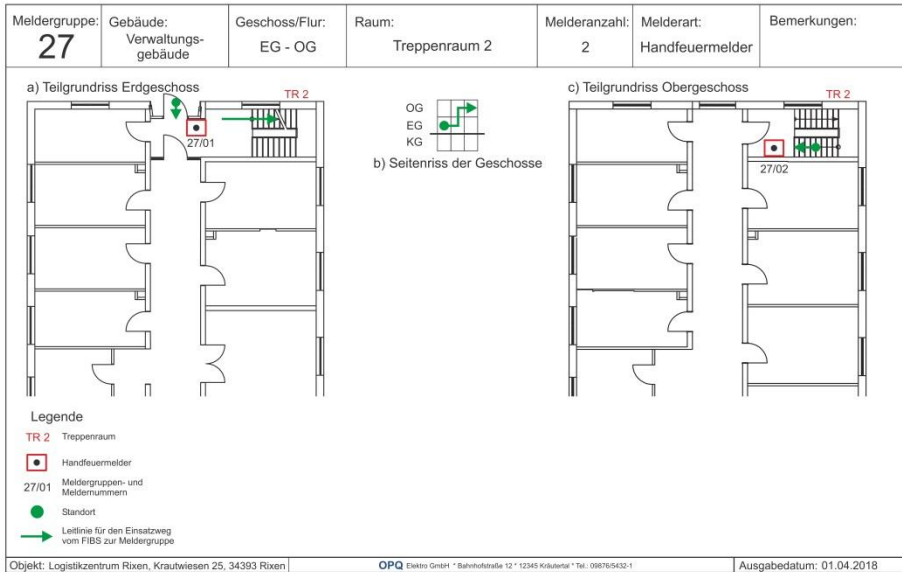 Meldergruppe:
27
Gebäude:
Verwaltungs-
gebäude
Geschoss/Flur:
EG - OG
Raum:
Treppenraum 2
Melderanzahl:
2
Melderart:
Handfeuermelder
Bemerkungen:
a) Teilgrundriss Erdgeschoss
TR 2
27/01
OG
EG
KG
b) Seitenriss der Geschosse
c) Teilgrundriss Obergeschoss
TR 2
27/02
Legende
TR 2 Treppenraum
Handfeuermelder
27/01 Meldergruppen- und
Meldernummern
Standort
Leitlinie für den Einsatzweg
vom FIBS zur Meldergruppe
Objekt: Logistikzentrum Rixen, Krautwiesen 25, 34393 Rixen
OPQ Elektro GmbH * Bahnhofstraße 12 * 12345 Kräutertal * Tel.: 09876/5432-1
Ausgabedatum: 01.04.2018